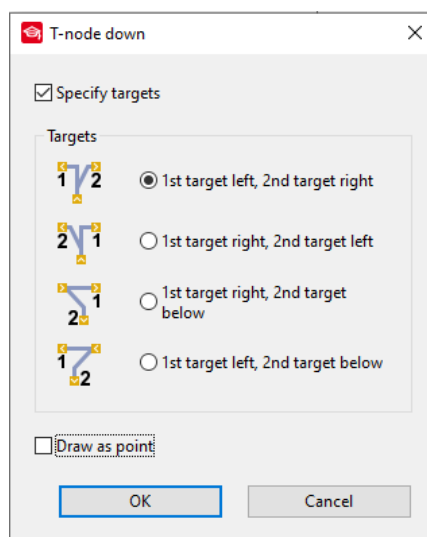 T-node down
Specify targets
Targets
1 2
1st target left, 2nd target right
2 1
1st target right, 2nd target left
1
2
1st target right, 2nd target
below
1
2
1st target left, 2nd target below
Draw as point
OK Cancel